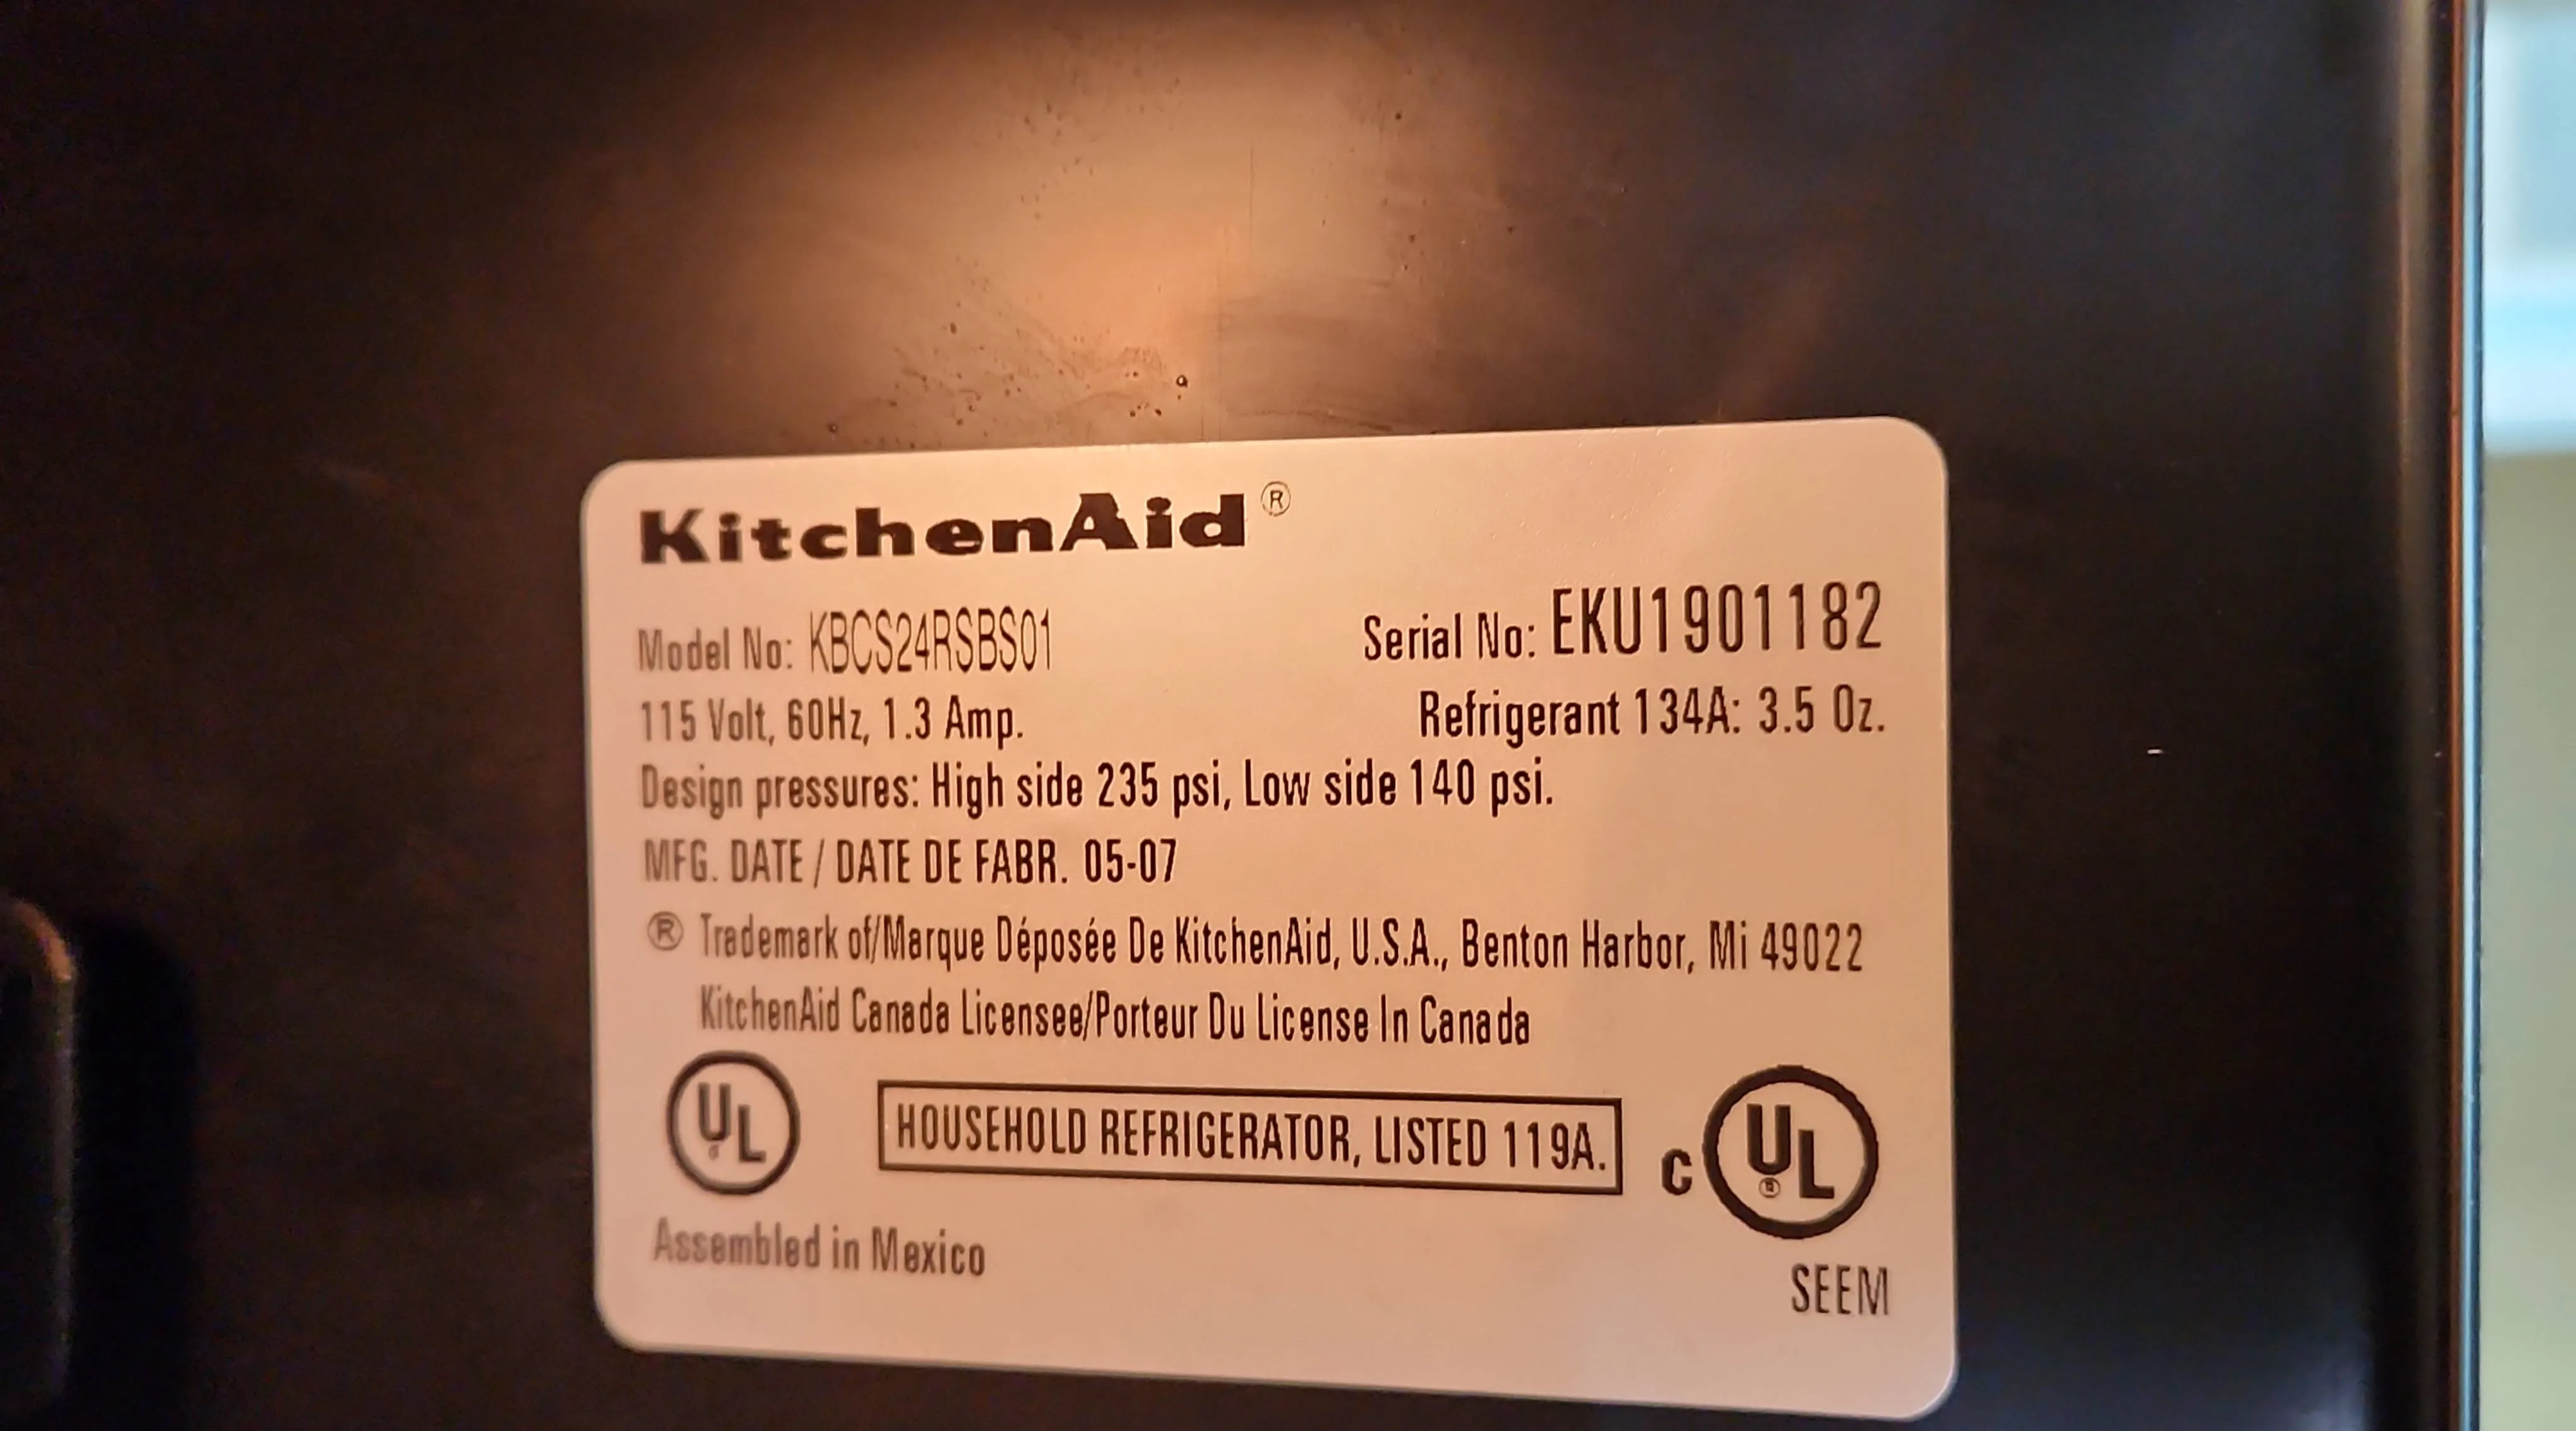 KitchenAid®
Model No: KBCS24RSBS01 Serial No: EKU1901182
115 Volt, 60Hz, 1.3 Amp. Refrigerant 134A: 3.5 Oz.
Design pressures: High side 235 psi, Low side 140 psi.
MFG. DATE / DATE DE FABR. 05-07
® Trademark of/Marque Déposée De KitchenAid, U.S.A., Benton Harbor, Mi 49022
KitchenAid Canada Licensee/Porteur Du License In Canada
UL® HOUSEHOLD REFRIGERATOR, LISTED 119A. C UL®
Assembled in Mexico
SEEM